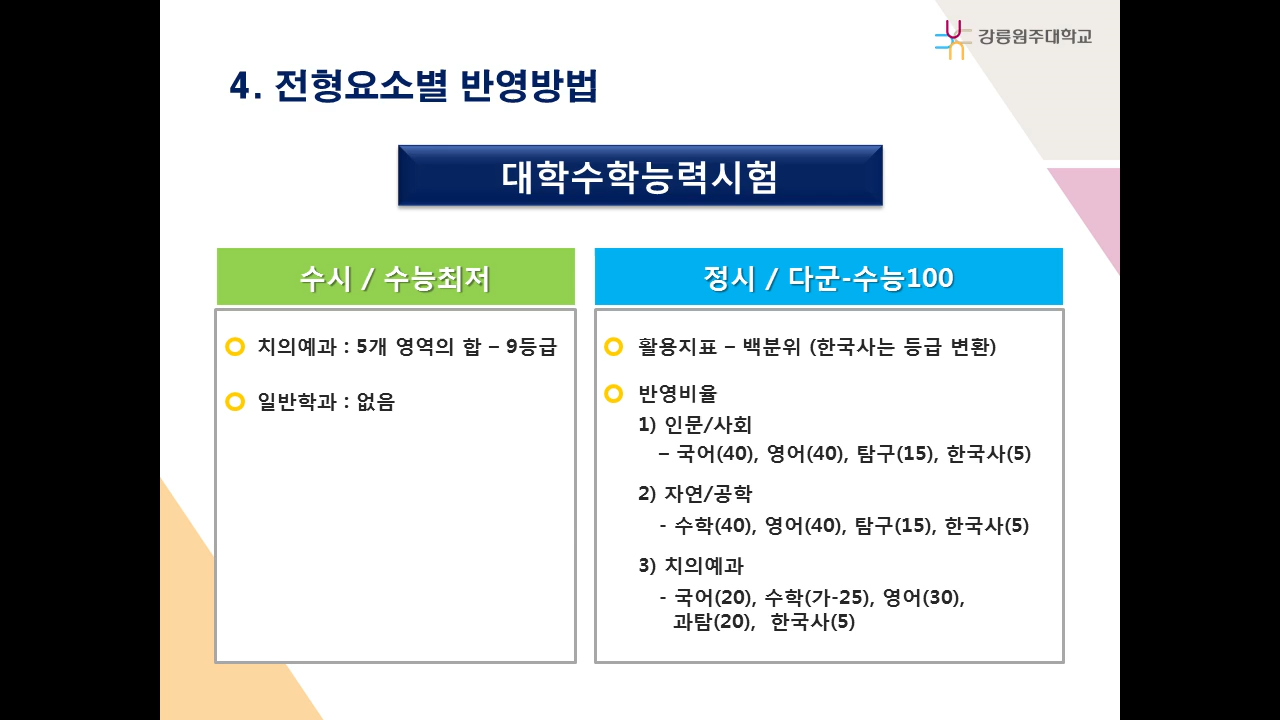 강릉원주대학교
4. 전형요소별 반영방법
대학수학능력시험
수시 / 수능최저
치의예과 : 5개 영역의 합 – 9등급
일반학과 : 없음
정시 / 다군-수능100
활용지표 – 백분위 (한국사는 등급 변환)
반영비율
1) 인문/사회
– 국어(40), 영어(40), 탐구(15), 한국사(5)
2) 자연/공학
- 수학(40), 영어(40), 탐구(15), 한국사(5)
3) 치의예과
- 국어(20), 수학(가-25), 영어(30),
과탐(20), 한국사(5)